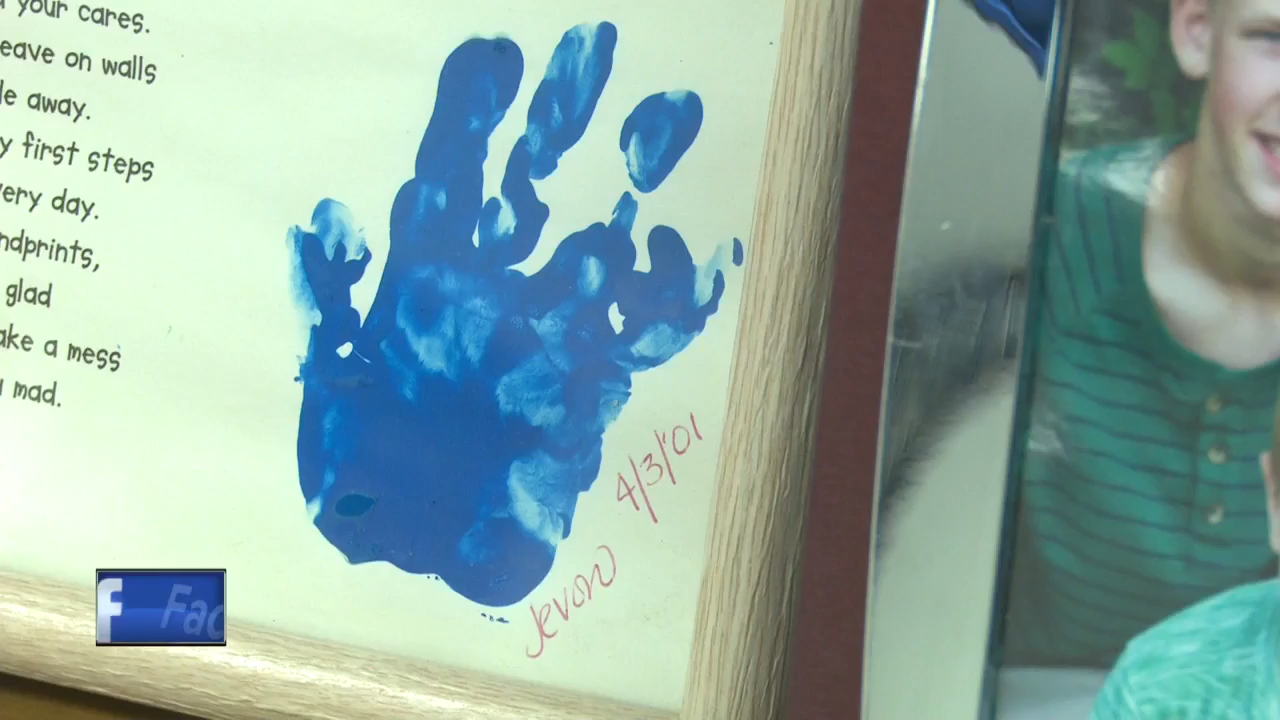 your cares.
eave on walls
le away.
y first steps
very day.
ndprints,
glad
ake a mess
mad.
4/3/'01
Jevon
f Fac